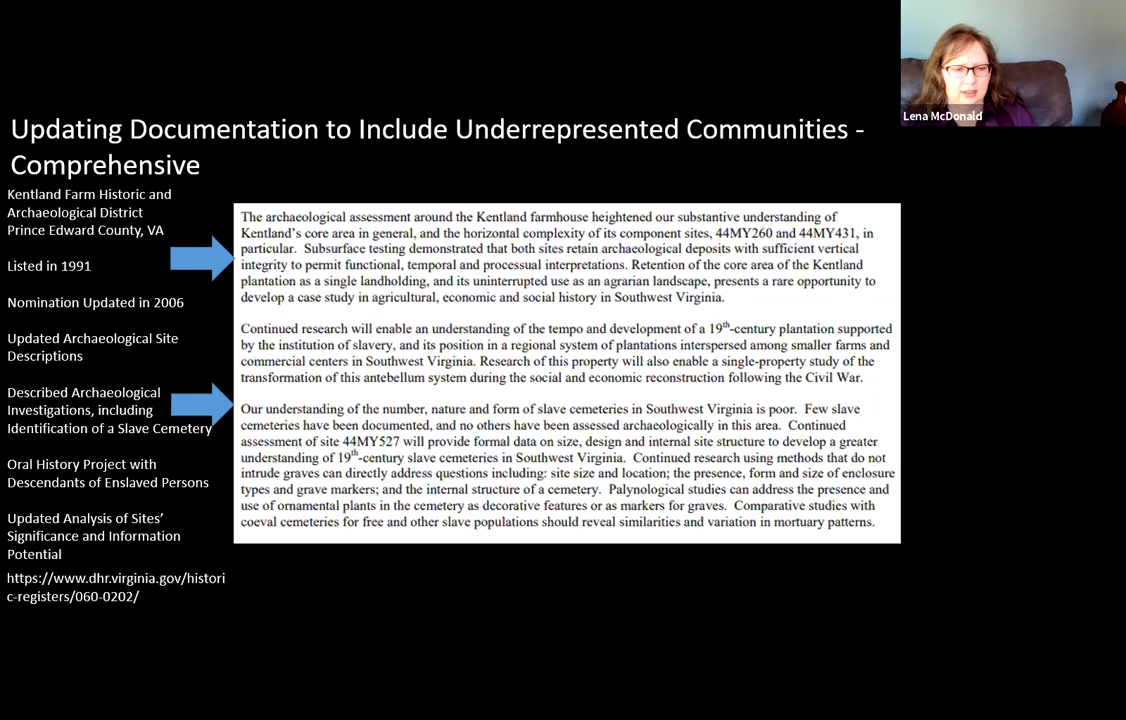 Lena McDonald
Updating Documentation to Include Underrepresented Communities -
Comprehensive
Kentland Farm Historic and
Archaeological District
Prince Edward County, VA
Listed in 1991
Nomination Updated in 2006
Updated Archaeological Site
Descriptions
Described Archaeological
Investigations, including
Identification of a Slave Cemetery
Oral History Project with
Descendants of Enslaved Persons
Updated Analysis of Sites’
Significance and Information
Potential
https://www.dhr.virginia.gov/histori
c-registers/060-0202/
The archaeological assessment around the Kentland farmhouse heightened our substantive understanding of
Kentland’s core area in general, and the horizontal complexity of its component sites, 44MY260 and 44MY431, in
particular.  Subsurface testing demonstrated that both sites retain archaeological deposits with sufficient vertical
integrity to permit functional, temporal and processual interpretations. Retention of the core area of the Kentland
plantation as a single landholding, and its uninterrupted use as an agrarian landscape, presents a rare opportunity to
develop a case study in agricultural, economic and social history in Southwest Virginia.
Continued research will enable an understanding of the tempo and development of a 19th-century plantation supported
by the institution of slavery, and its position in a regional system of plantations interspersed among smaller farms and
commercial centers in Southwest Virginia. Research of this property will also enable a single-property study of the
transformation of this antebellum system during the social and economic reconstruction following the Civil War.
Our understanding of the number, nature and form of slave cemeteries in Southwest Virginia is poor.  Few slave
cemeteries have been documented, and no others have been assessed archaeologically in this area.  Continued
assessment of site 44MY527 will provide formal data on size, design and internal site structure to develop a greater
understanding of 19th-century slave cemeteries in Southwest Virginia.  Continued research using methods that do not
intrude graves can directly address questions including: site size and location; the presence, form and size of enclosure
types and grave markers; and the internal structure of a cemetery.  Palynological studies can address the presence and
use of ornamental plants in the cemetery as decorative features or as markers for graves.  Comparative studies with
coeval cemeteries for free and other slave populations should reveal similarities and variation in mortuary patterns.